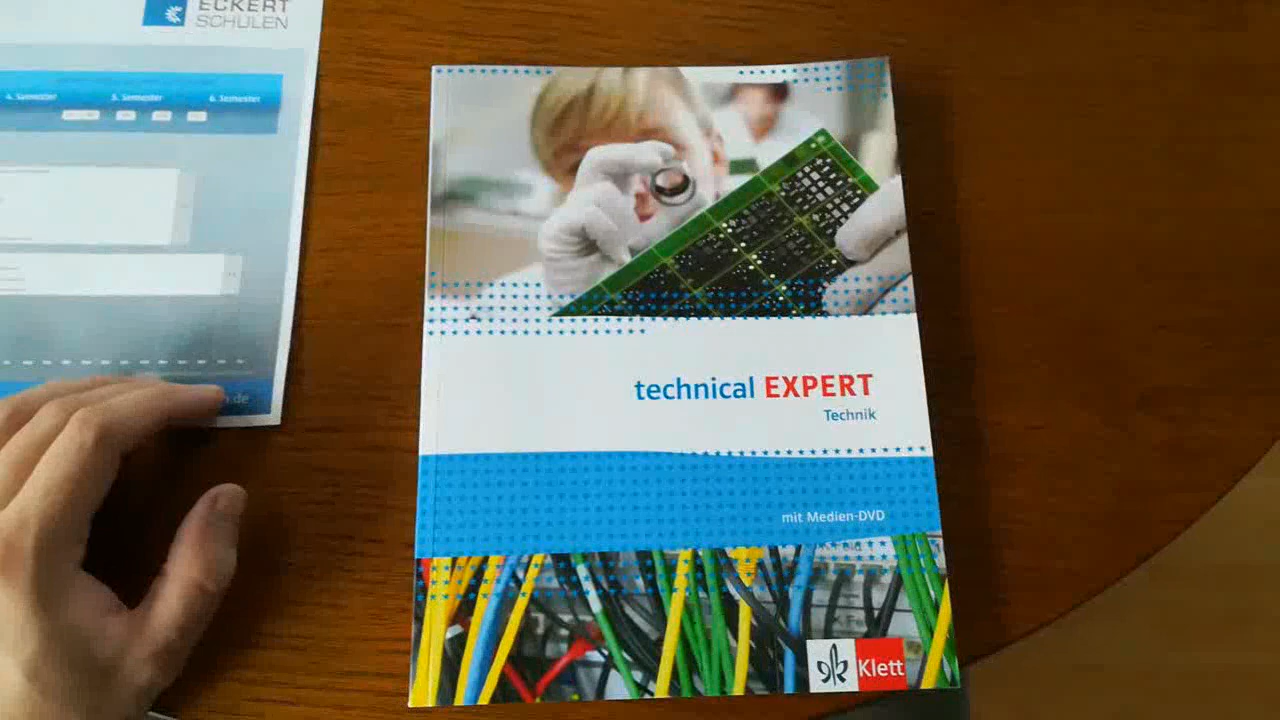 ECKERT
SCHULEN
4. Semester
5. Semester
6. Semester
technical EXPERT
Technik
mit Medien-DVD
Klett